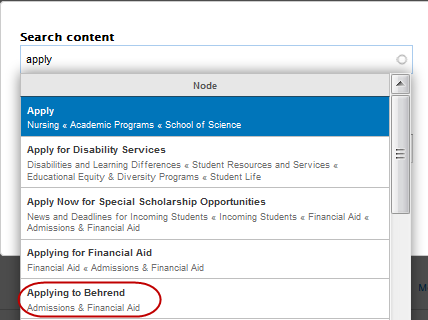 Search content
apply
Node
Apply
Nursing « Academic Programs « School of Science
Apply for Disability Services
Disabilities and Learning Differences « Student Resources and Services «
Educational Equity & Diversity Programs « Student Life
Apply Now for Special Scholarship Opportunities
News and Deadlines for Incoming Students « Incoming Students « Financial Aid «
Admissions & Financial Aid
Applying for Financial Aid
Financial Aid « Admissions & Financial Aid
Applying to Behrend
Admissions & Financial Aid
M